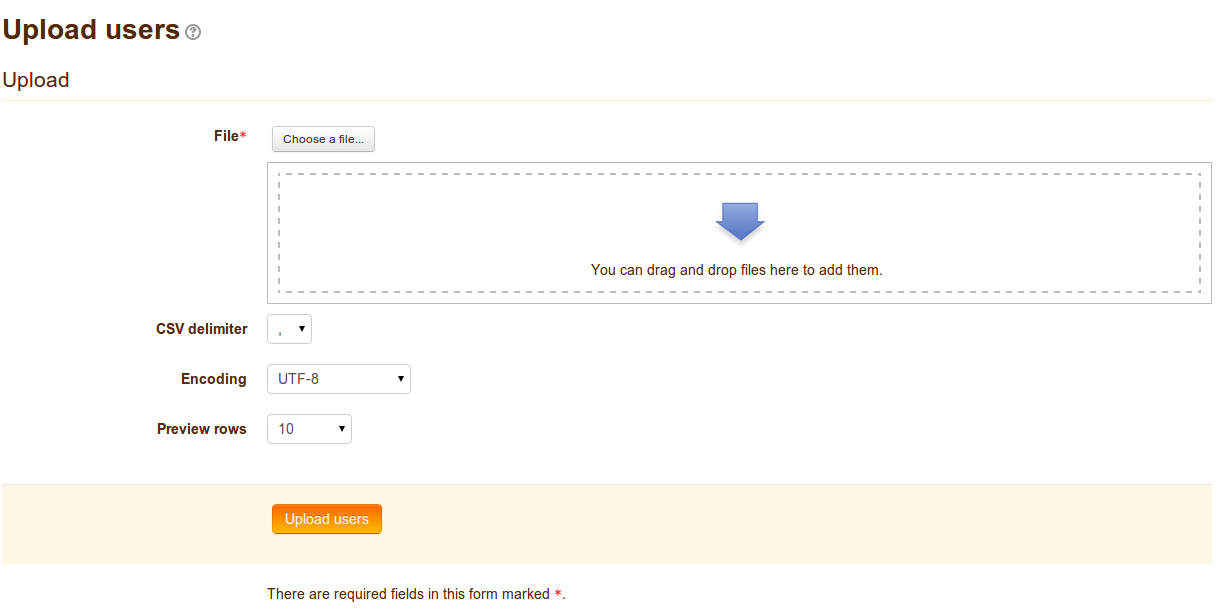 Upload users
Upload
File*
Choose a file...
You can drag and drop files here to add them.
CSV delimiter ,
Encoding UTF-8
Preview rows 10
Upload users
There are required fields in this form marked *.